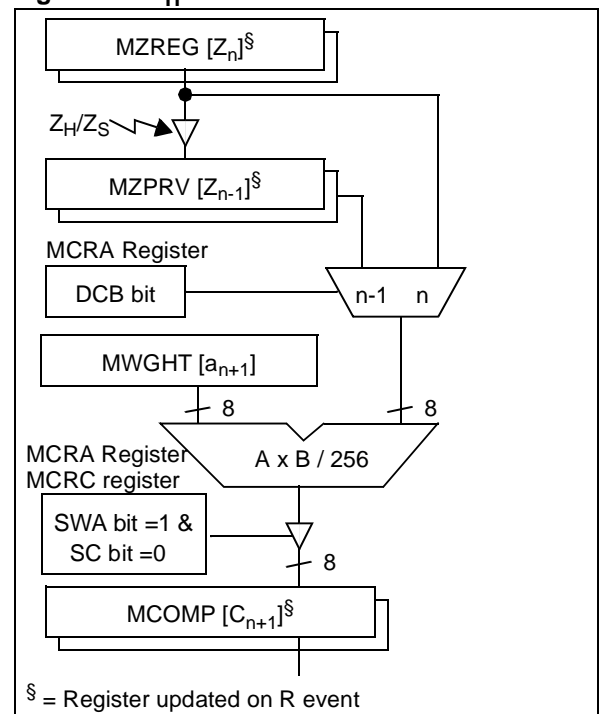 MZREG [Zn]§
ZH/ZS
MZPRV [Zn-1]§
MCRA Register
DCB bit
n-1 n
MWGHT [an+1]
8 8
MCRA Register
MCRC register
A x B / 256
SWA bit =1 &
SC bit =0
8
MCOMP [Cn+1]§
§ = Register updated on R event